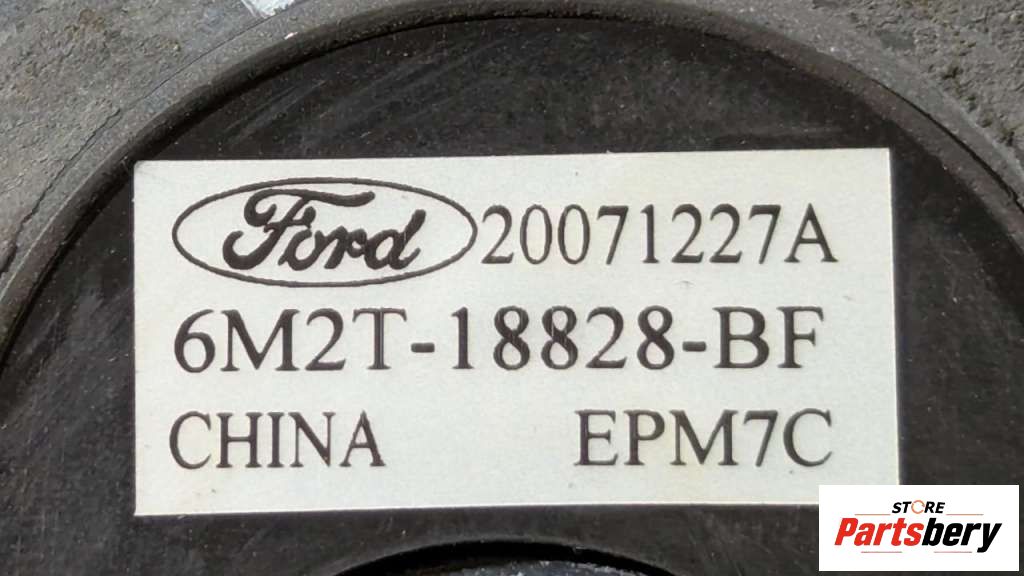 Ford 20071227A
6M2T-18828-BF
CHINA EPM7C
STORE
Partsbery